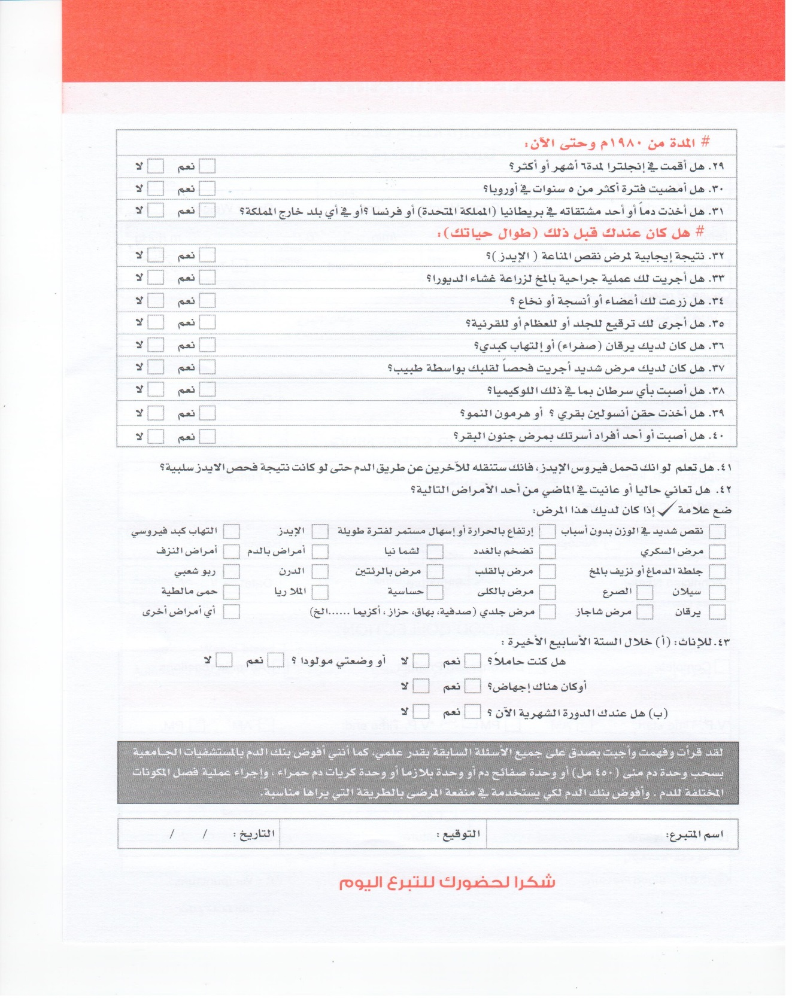 # المدة من ١٩٨٠م وحتى الآن:
٢٩. هل أقمت في إنجلترا لمدة٦ أشهر أو أكثر؟ نعم لا
٣٠. هل أمضيت فترة أكثر من ٥ سنوات في أوروبا؟ نعم لا
٣١. هل أخذت دماً أو أحد مشتقاته في بريطانيا (المملكة المتحدة) أو فرنسا ؟أو في أي بلد خارج المملكة؟ نعم لا
# هل كان عندك قبل ذلك (طوال حياتك):
٣٢. نتيجة إيجابية لمرض نقص المناعة ( الإيدز )؟ نعم لا
٣٣. هل أجريت لك عملية جراحية بالمخ لزراعة غشاء الديورا؟ نعم لا
٣٤. هل زرعت لك أعضاء أو أنسجة أو نخاع ؟ نعم لا
٣٥. هل أجرى لك ترقيع للجلد أو للعظام أو للقرنية؟ نعم لا
٣٦. هل كان لديك يرقان (صفراء) أو إلتهاب كبدي؟ نعم لا
٣٧. هل كان لديك مرض شديد أجريت فحصاً لقلبك بواسطة طبيب؟ نعم لا
٣٨. هل أصبت بأي سرطان بما في ذلك اللوكيميا؟ نعم لا
٣٩. هل أخذت حقن أنسولين بقري ؟ أو هرمون النمو؟ نعم لا
٤٠. هل أصبت أو أحد أفراد أسرتك بمرض جنون البقر؟ نعم لا
٤١. هل تعلم لو انك تحمل فيروس الإيدز، فانك ستنقله للآخرين عن طريق الدم حتى لو كانت نتيجة فحص الايدز سلبية؟
٤٢. هل تعاني حاليا أو عانيت في الماضي من أحد الأمراض التالية؟
ضع علامة ✓ إذا كان لديك هذا المرض:
نقص شديد في الوزن بدون أسباب إرتفاع بالحرارة أو إسهال مستمر لفترة طويلة الإيدز التهاب كبد فيروسي
مرض السكري تضخم بالغدد لشما نيا أمراض بالدم أمراض النزف
جلطة الدماغ أو نزيف بالمخ مرض بالقلب مرض بالرئتين الدرن ربو شعبي
سيلان الصرع مرض بالكلى حساسية الملا ريا حمى مالطية
يرقان مرض شاجاز مرض جلدي (صدفية، بهاق، حزاز ، أكزيما ......الخ) أي أمراض أخرى
٤٣.للإناث: (أ) خلال الستة الأسابيع الأخيرة :
هل كنت حاملاً؟ نعم لا أو وضعتي مولودا ؟ نعم لا
أوكان هناك إجهاض؟ نعم لا
(ب) هل عندك الدورة الشهرية الآن ؟ نعم لا
لقد قرأت وفهمت وأجبت بصدق على جميع الأسئلة السابقة بقدر علمي، كما أنني أفوض بنك الدم بالمستشفيات الجامعية
بسحب وحدة دم منى (٤٥٠ مل) أو وحدة صفائح دم أو وحدة بلازما أو وحدة كريات دم حمراء ، وإجراء عملية فصل المكونات
المختلفة للدم . وأفوض بنك الدم لكي يستخدمة في منفعة المرضى بالطريقة التي يراها مناسبة.
اسم المتبرع: التوقيع : التاريخ : / /
شكرا لحضورك للتبرع اليوم